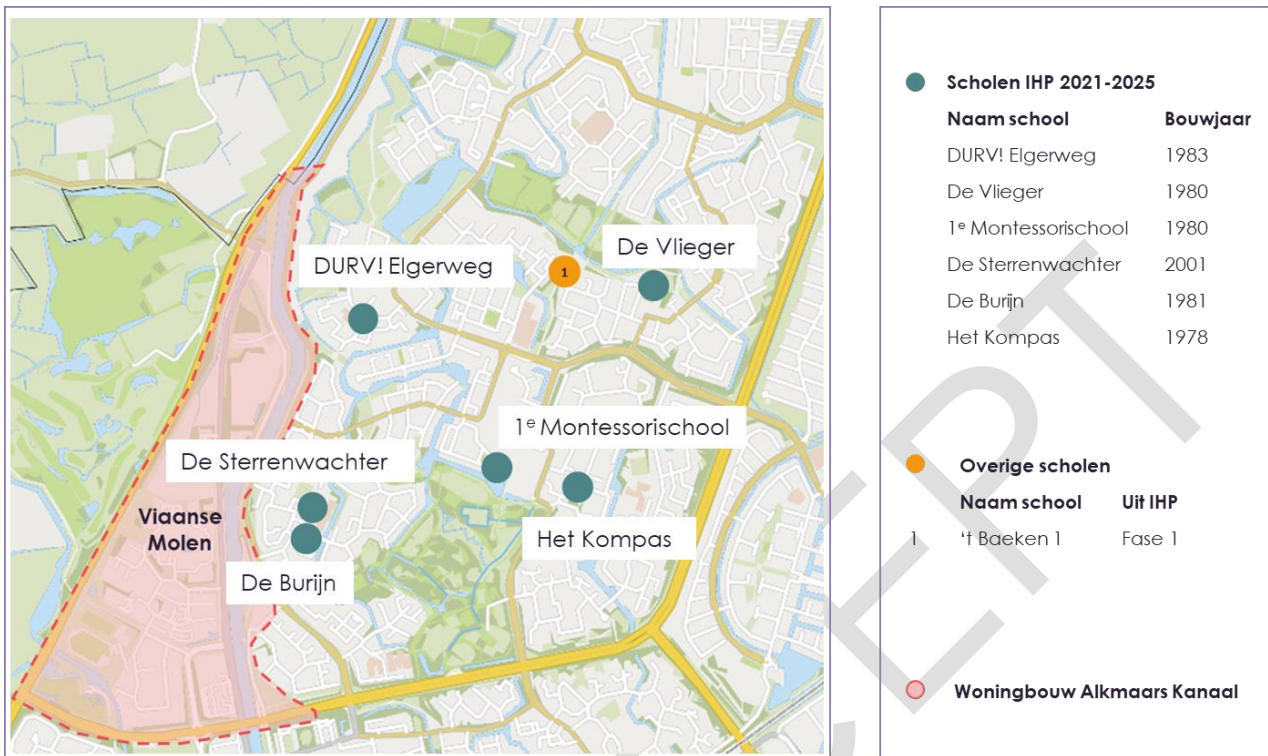 De Vlieger
DURV! Elgerweg
1
1e Montessorischool
De Sterrenwachter
Viaanse
Molen
Het Kompas
De Burijn
Scholen IHP 2021-2025
Naam school Bouwjaar
DURV! Elgerweg 1983
De Vlieger 1980
1e Montessorischool 1980
De Sterrenwachter 2001
De Burijn 1981
Het Kompas 1978
Overige scholen
Naam school Uit IHP
1 't Baeken 1 Fase 1
Woningbouw Alkmaars Kanaal
EPT